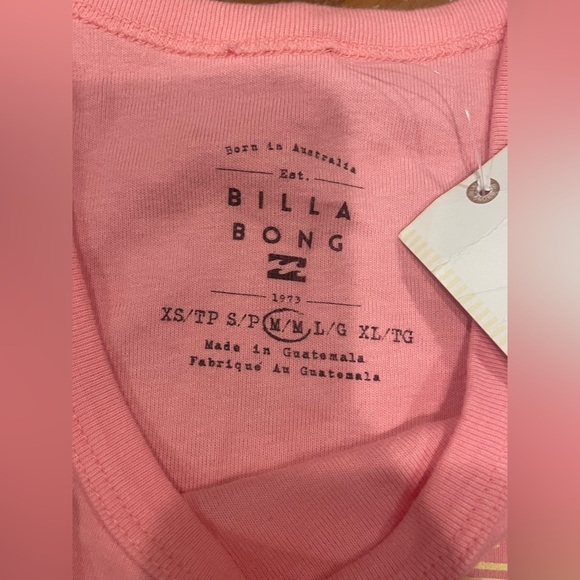 Born in Australia
Est.
BILLA
BONG
1973
XS/TP S/P M/M L/G XL/TG
Made in Guatemala
Fabriqué Au Guatemala